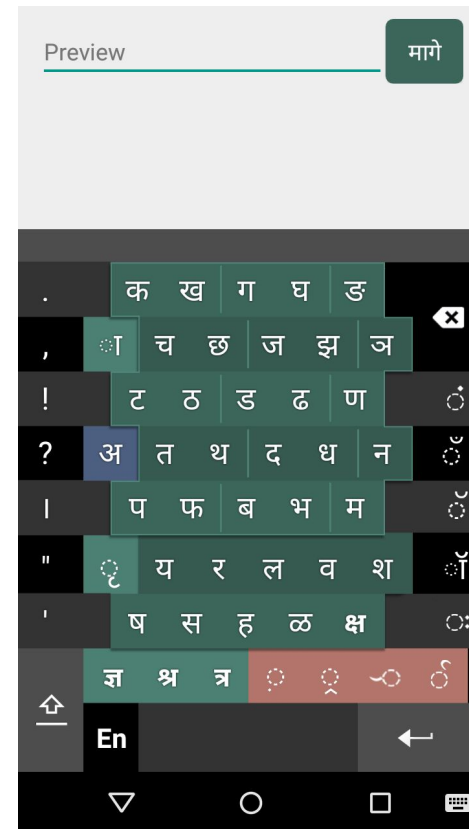 Preview मागे
. क ख ग घ ङ
, ा च छ ज झ ञ
! ट ठ ड ढ ण ं
? अ त थ द ध न ँ
। प फ ब भ म ॅ
" ृ य र ल व श ॉ
' ष स ह ळ क्ष ः
ज्ञ श्र त्र ़
En